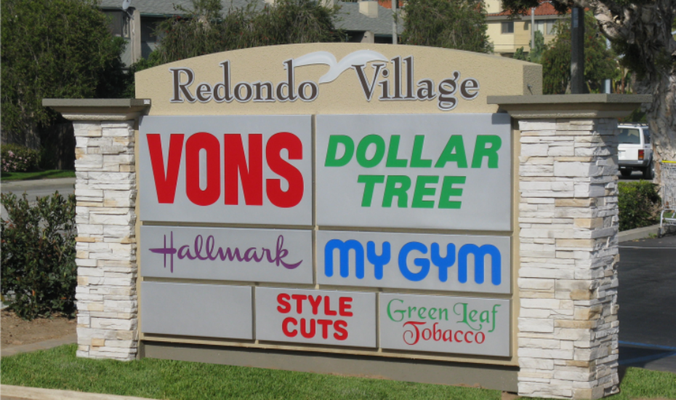 Redondo Village
VONS
DOLLAR
TREE
Hallmark
MY GYM
STYLE
CUTS
Green Leaf
Tobacco